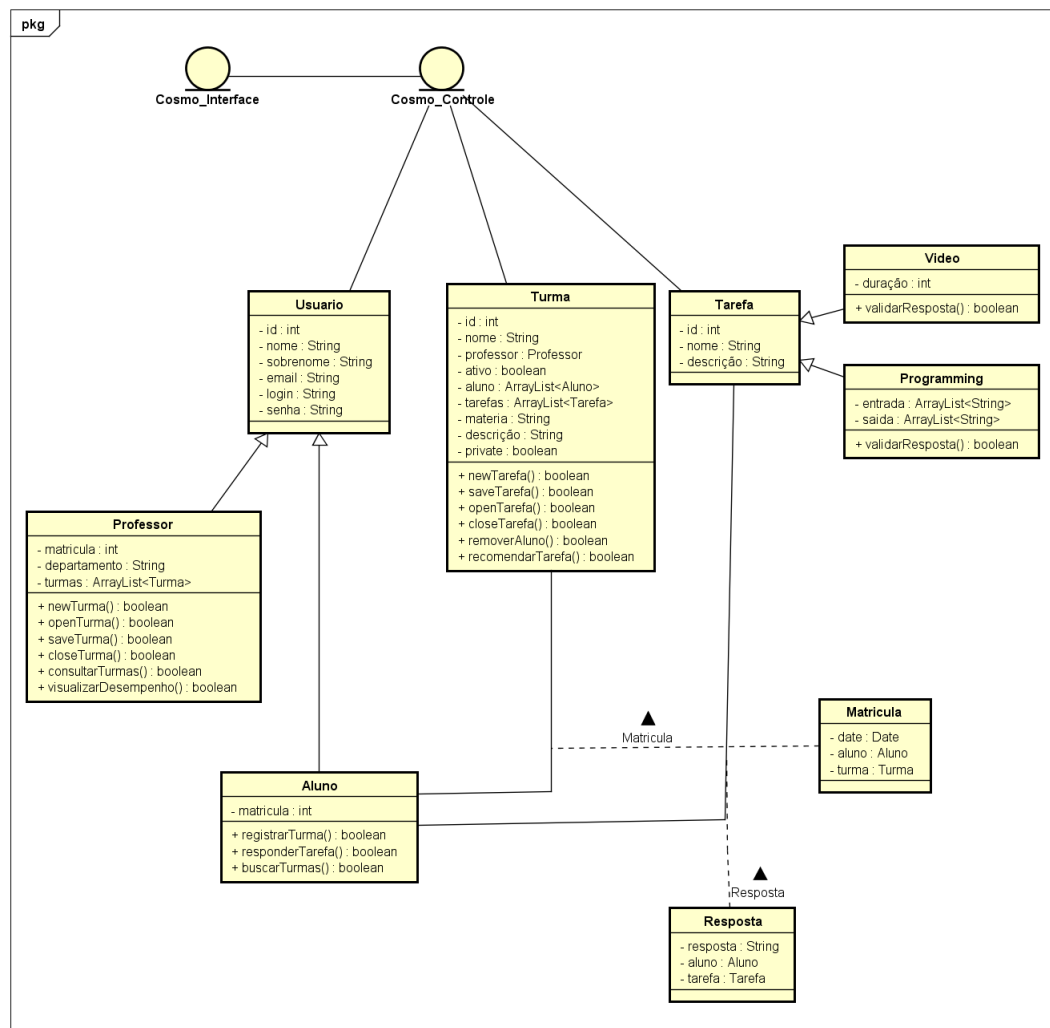 pkg
Cosmo_Interface
Cosmo_Controle
Usuario
- id : int
- nome : String
- sobrenome : String
- email : String
- login : String
- senha : String
Turma
- id : int
- nome : String
- professor : Professor
- ativo : boolean
- aluno : ArrayList<Aluno>
- tarefas : ArrayList<Tarefa>
- materia : String
- descrição : String
- private : boolean
+ newTarefa() : boolean
+ saveTarefa() : boolean
+ openTarefa() : boolean
+ closeTarefa() : boolean
+ removerAluno() : boolean
+ recomendarTarefa() : boolean
Tarefa
- id : int
- nome : String
- descrição : String
Video
- duração : int
+ validarResposta() : boolean
Programming
- entrada : ArrayList<String>
- saida : ArrayList<String>
+ validarResposta() : boolean
Professor
- matricula : int
- departamento : String
- turmas : ArrayList<Turma>
+ newTurma() : boolean
+ openTurma() : boolean
+ saveTurma() : boolean
+ closeTurma() : boolean
+ consultarTurmas() : boolean
+ visualizarDesempenho() : boolean
Matricula
Matricula
- date : Date
- aluno : Aluno
- turma : Turma
Aluno
- matricula : int
+ registrarTurma() : boolean
+ responderTarefa() : boolean
+ buscarTurmas() : boolean
Resposta
Resposta
- resposta : String
- aluno : Aluno
- tarefa : Tarefa